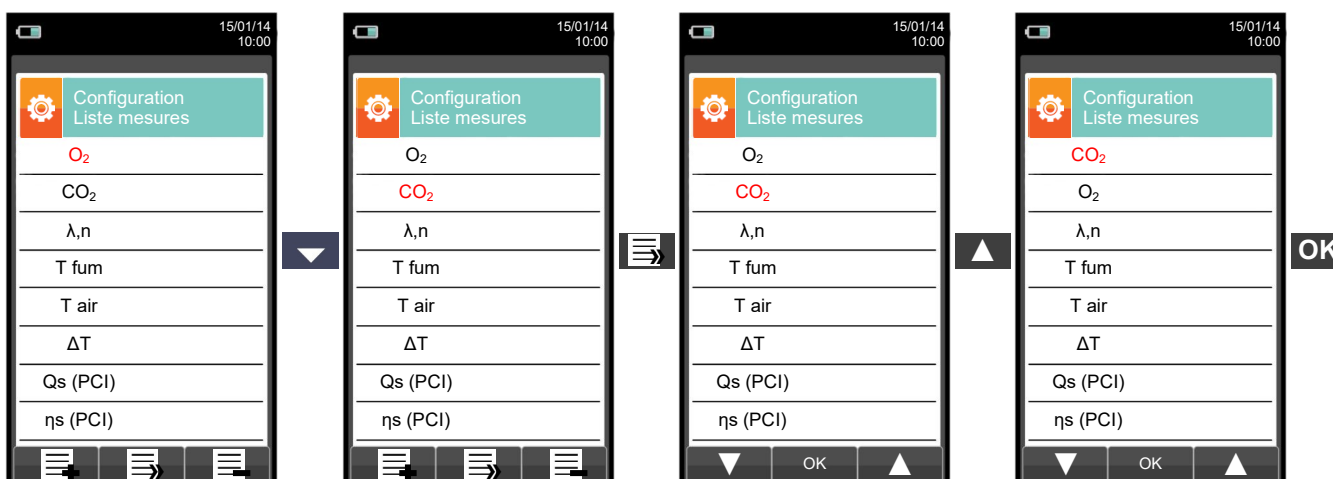 15/01/14
10:00
Configuration
Liste mesures
O₂
CO₂
λ,n
T fum
T air
ΔT
Qs (PCI)
ηs (PCI)
15/01/14
10:00
Configuration
Liste mesures
O₂
CO₂
λ,n
T fum
T air
ΔT
Qs (PCI)
ηs (PCI)
15/01/14
10:00
Configuration
Liste mesures
O₂
CO₂
λ,n
T fum
T air
ΔT
Qs (PCI)
ηs (PCI)
OK
15/01/14
10:00
Configuration
Liste mesures
CO₂
O₂
λ,n
T fum
T air
ΔT
Qs (PCI)
ηs (PCI)
OK
OK